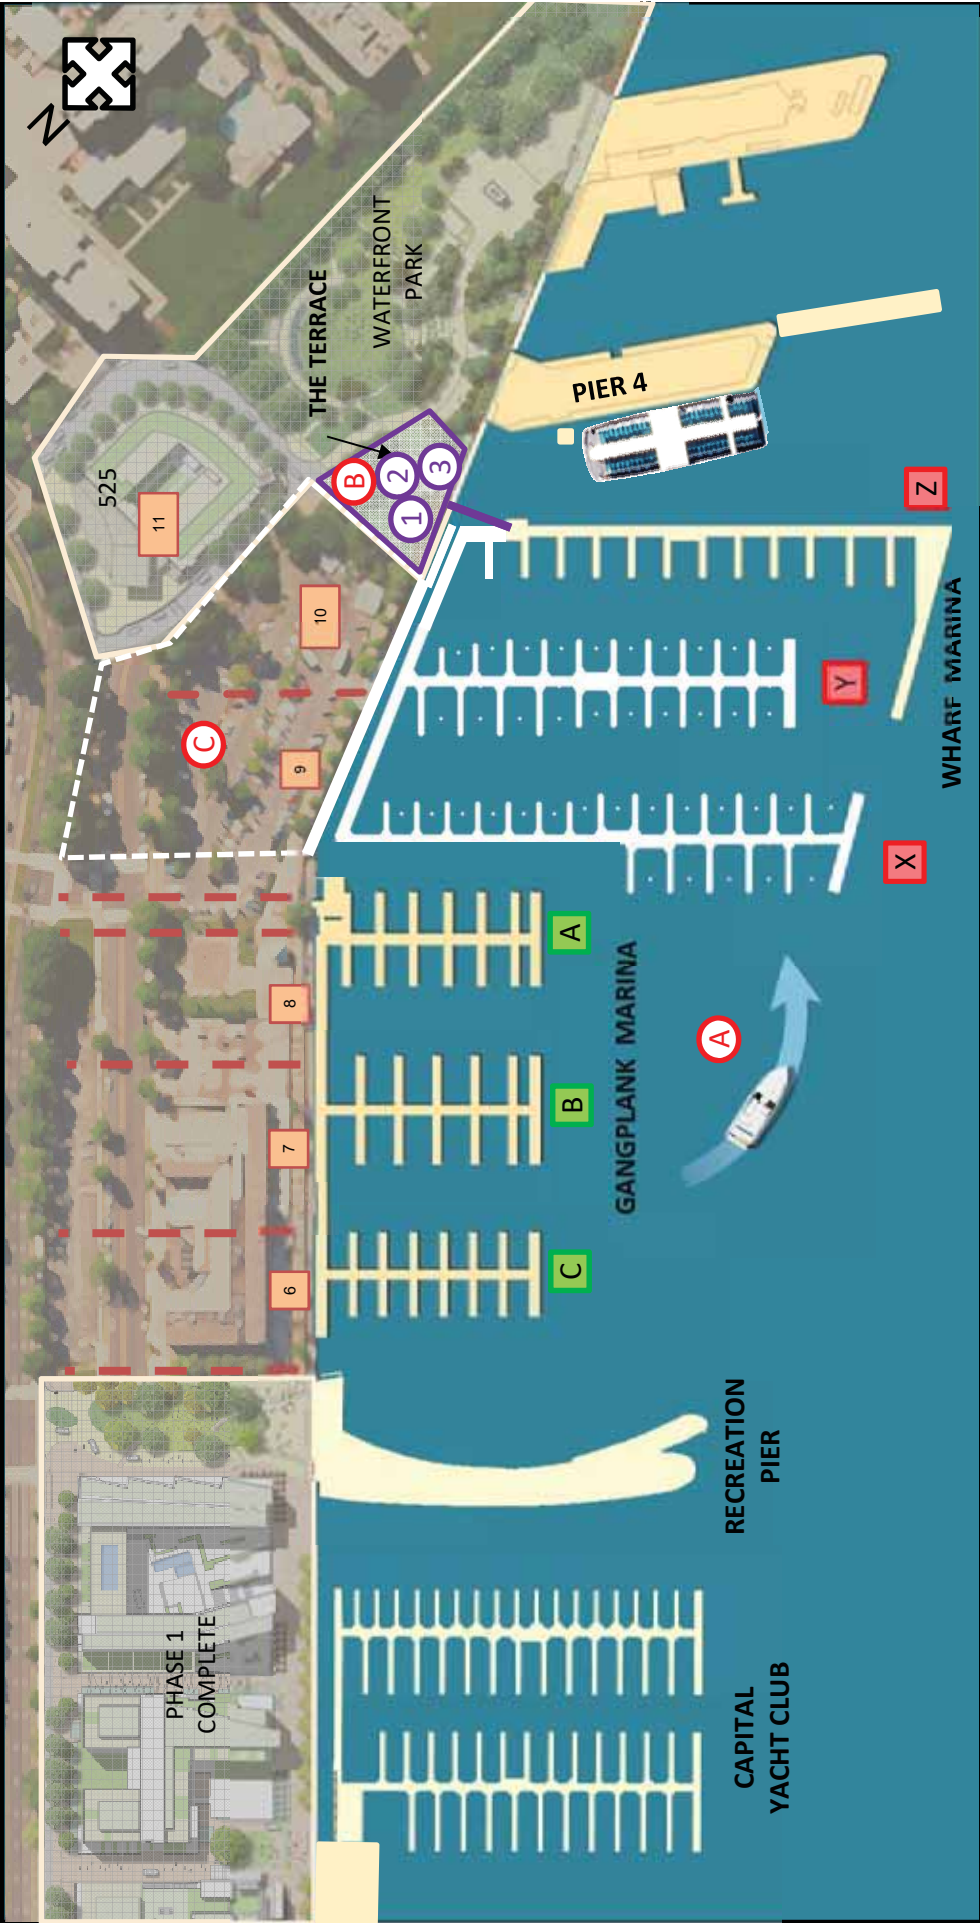 N
525
11
THE TERRACE
WATERFRONT
PARK
B
1
2
3
PIER 4
10
C
9
Z
Y
X
WHARF MARINA
8
7
6
A
B
C
GANGPLANK MARINA
A
RECREATION
PIER
PHASE 1
COMPLETE
CAPITAL
YACHT CLUB